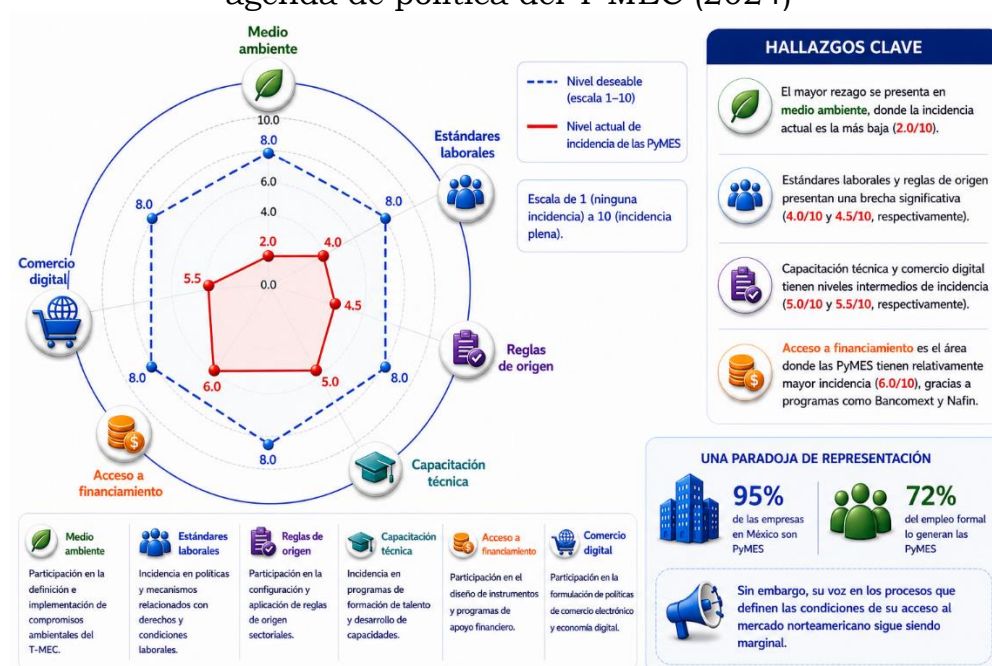 agenda de política del T-MEC (2024)
Medio
ambiente
10.0
8.0
6.0
4.0
2.0
0.0
Estándares
laborales
8.0
4.0
Reglas
de origen
8.0
4.5
Capacitación
técnica
8.0
5.0
Acceso a
financiamiento
8.0
6.0
Comercio
digital
8.0
5.5
Nivel deseable
(escala 1–10)
Nivel actual de
incidencia de las PyMES
Escala de 1 (ninguna
incidencia) a 10 (incidencia
plena).
HALLAZGOS CLAVE
El mayor rezago se presenta en
medio ambiente, donde la incidencia
actual es la más baja (2.0/10).
Estándares laborales y reglas de origen
presentan una brecha significativa
(4.0/10 y 4.5/10, respectivamente).
Capacitación técnica y comercio digital
tienen niveles intermedios de incidencia
(5.0/10 y 5.5/10, respectivamente).
Acceso a financiamiento es el área
donde las PyMES tienen relativamente
mayor incidencia (6.0/10), gracias a
programas como Bancomext y Nafin.
UNA PARADOJA DE REPRESENTACIÓN
95%
de las empresas
en México son
PyMES
72%
del empleo formal
lo generan las
PyMES
Sin embargo, su voz en los procesos que
definen las condiciones de su acceso al
mercado norteamericano sigue siendo
marginal.
Medio
ambiente
Participación en la
definición e
implementación de
compromisos
ambientales del
T-MEC.
Estándares
laborales
Incidencia en políticas
y mecanismos
relacionados con
derechos y
condiciones
laborales.
Reglas de
origen
Participación en la
configuración y
aplicación de reglas
de origen
sectoriales.
Capacitación
técnica
Incidencia en
programas de
formación de talento
y desarrollo de
capacidades.
Acceso a
financiamiento
Participación en el
diseño de instrumentos
y programas de
apoyo financiero.
Comercio
digital
Participación en la
formulación de políticas
de comercio electrónico
y economía digital.